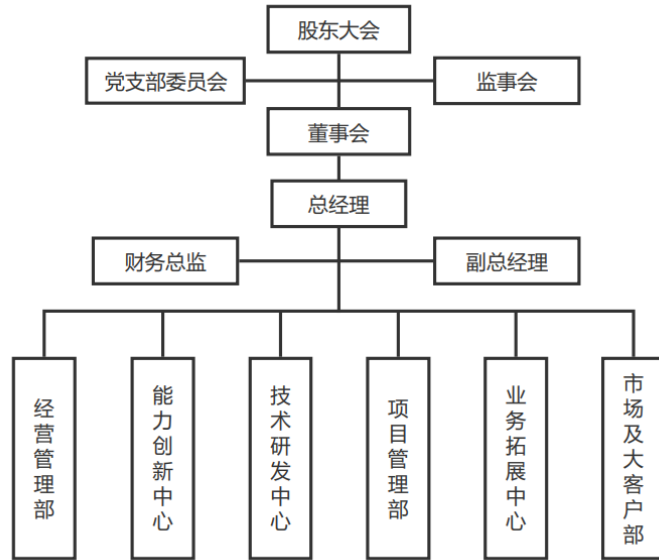 股东大会
党支部委员会
监事会
董事会
总经理
财务总监
副总经理
经营管理部
能力创新中心
技术研发中心
项目管理部
业务拓展中心
市场及大客户部